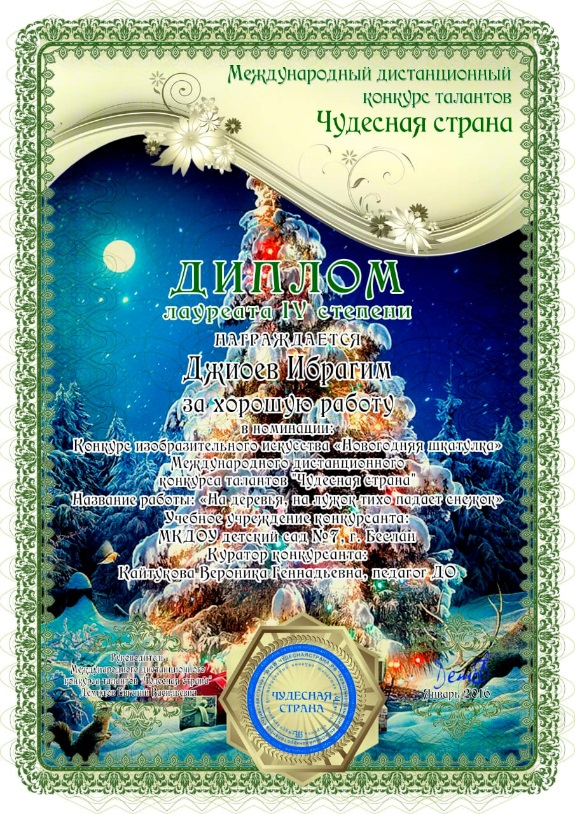 Международный дистанционный
конкурс талантов
Чудесная страна
ДИПЛОМ
лауреата IV степени
НАГРАЖДАЕТСЯ
Джиоев Ибрагим
за хорошую работу
в номинации:
Конкурс изобразительного искусства «Новогодняя шкатулка»
Международного дистанционного
конкурса талантов "Чудесная страна"
Название работы: «На деревья, на лужок тихо падает снежок»
Учебное учреждение конкурсанта:
МКДОУ детский сад №7, г. Беслан
Куратор конкурсанта:
Кайтукова Вероника Геннадьевна, педагог ДО
Руководитель
Международного дистанционного
конкурса талантов "Чудесная страна"
Евгений
Январь 2016
ЧУДЕСНАЯ
СТРАНА